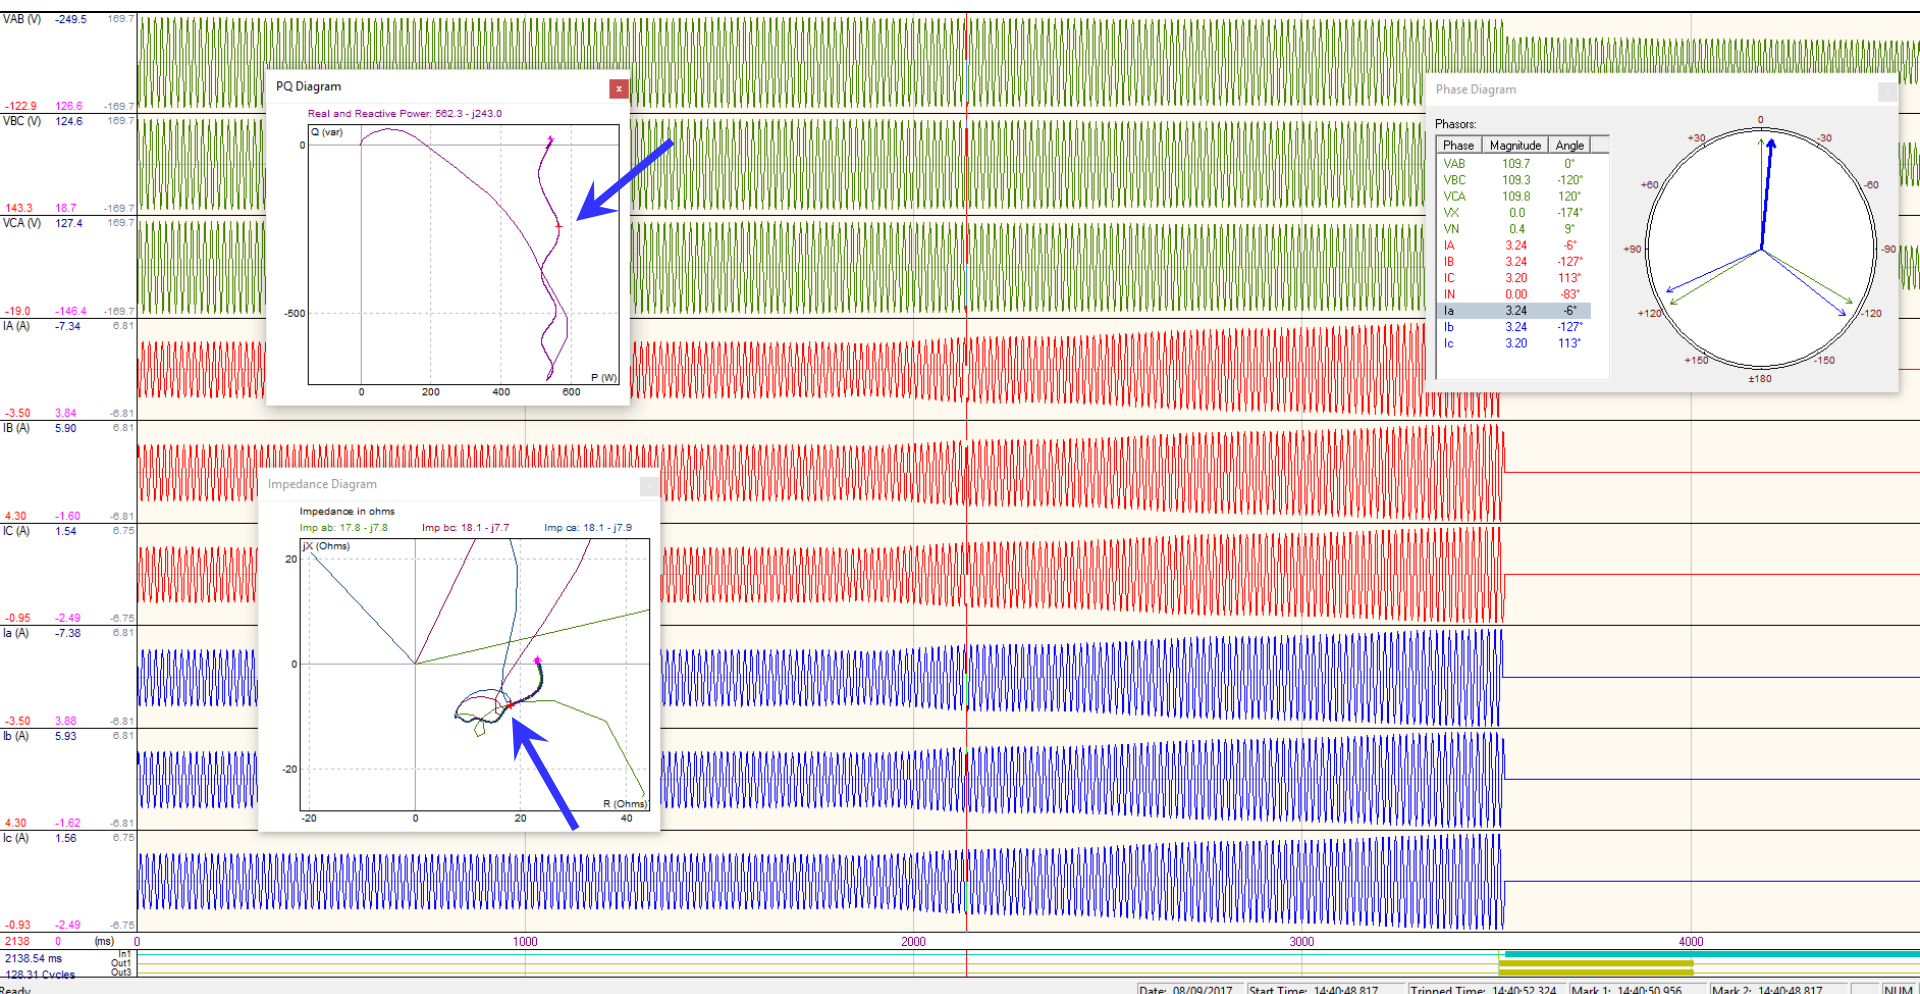 VAB (V) -249.5 169.7
-122.9 126.6 -169.7
VBC (V) 124.6 169.7
143.3 18.7 -169.7
VCA (V) 127.4 169.7
-19.0 -146.4 -169.7
IA (A) -7.34 6.81
-3.50 3.84 -6.81
IB (A) 5.90 6.81
4.30 -1.60 -6.81
IC (A) 1.54 6.75
-0.95 -2.49 -6.75
Ia (A) -7.38 6.81
-3.50 3.88 -6.81
Ib (A) 5.93 6.81
4.30 -1.62 -6.81
Ic (A) 1.56 6.75
-0.93 -2.49 -6.75
PQ Diagram
x
Real and Reactive Power: 562.3 - j243.0
Q (var)
0
-500
P (W)
0 200 400 600
Impedance Diagram
Impedance in ohms
Imp ab: 17.8 - j7.8 Imp bc: 18.1 - j7.7 Imp ca: 18.1 - j7.9
jX (Ohms)
20
0
-20
R (Ohms)
-20 0 20 40
Phase Diagram
Phasors:
Phase Magnitude Angle
VAB 109.7 0°
VBC 109.3 -120°
VCA 109.8 120°
VX 0.0 -174°
VN 0.4 9°
IA 3.24 -6°
IB 3.24 -127°
IC 3.20 113°
IN 0.00 -83°
Ia 3.24 -6°
Ib 3.24 -127°
Ic 3.20 113°
0
+30 -30
+60 -60
+90 -90
+120 -120
+150 -150
±180
2138 0 (ms) 0 1000 2000 3000 4000
2138.54 ms In1
Out1
128.31 Cycles Out3
Ready Date: 08/09/2017 Start Time: 14:40:48.817 Tripped Time: 14:40:52.324 Mark 1: 14:40:50.956 Mark 2: 14:40:48.817 NUM